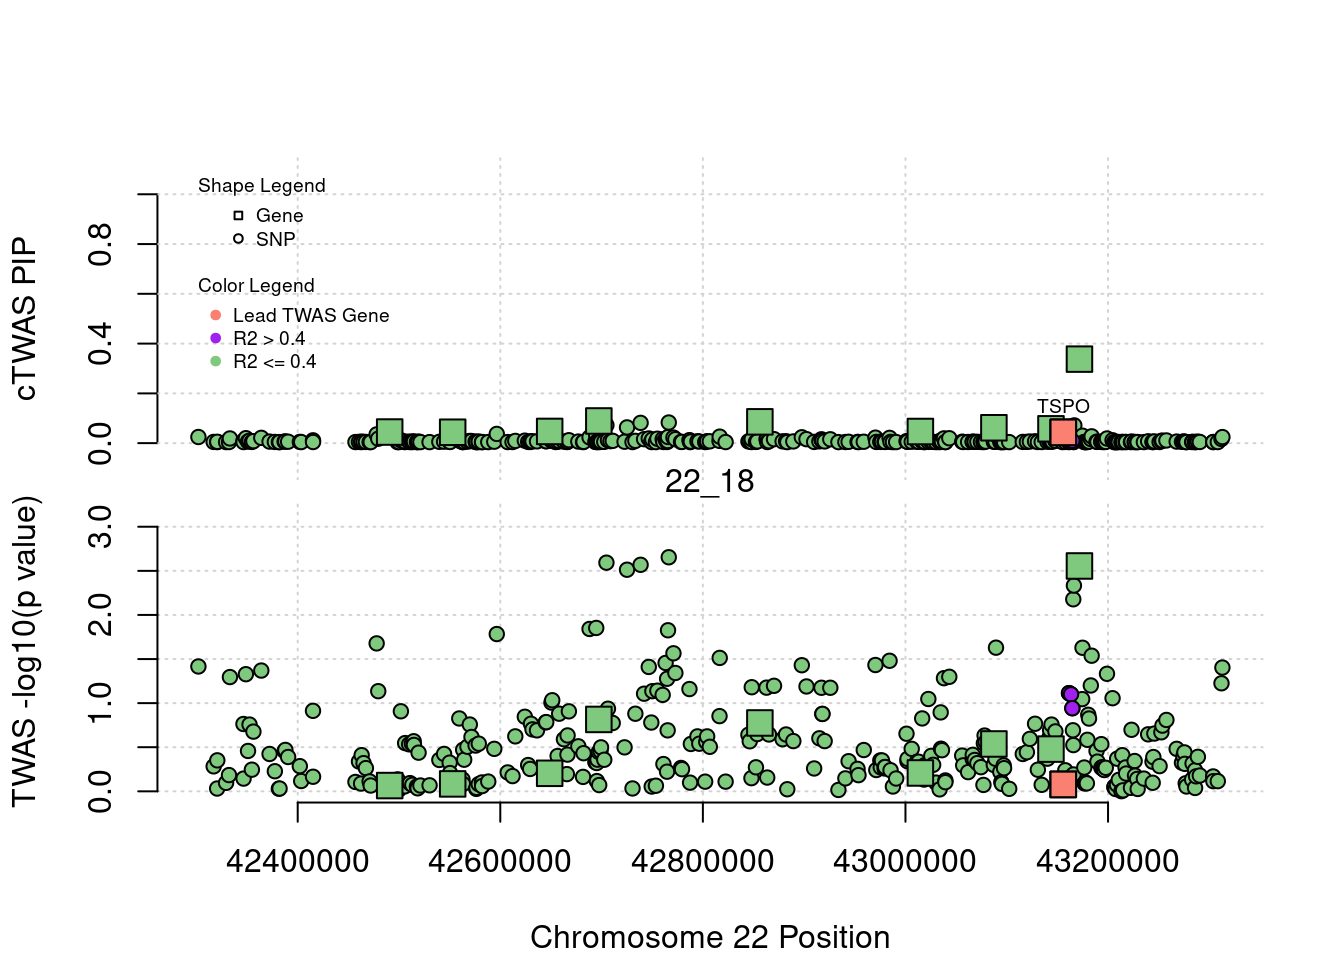 Shape Legend
Gene
SNP
Color Legend
Lead TWAS Gene
R2 > 0.4
R2 <= 0.4
cTWAS PIP
0.8
0.4
0.0
TSPO
22_18
TWAS -log10(p value)
3.0
2.0
1.0
0.0
42400000 42600000 42800000 43000000 43200000
Chromosome 22 Position